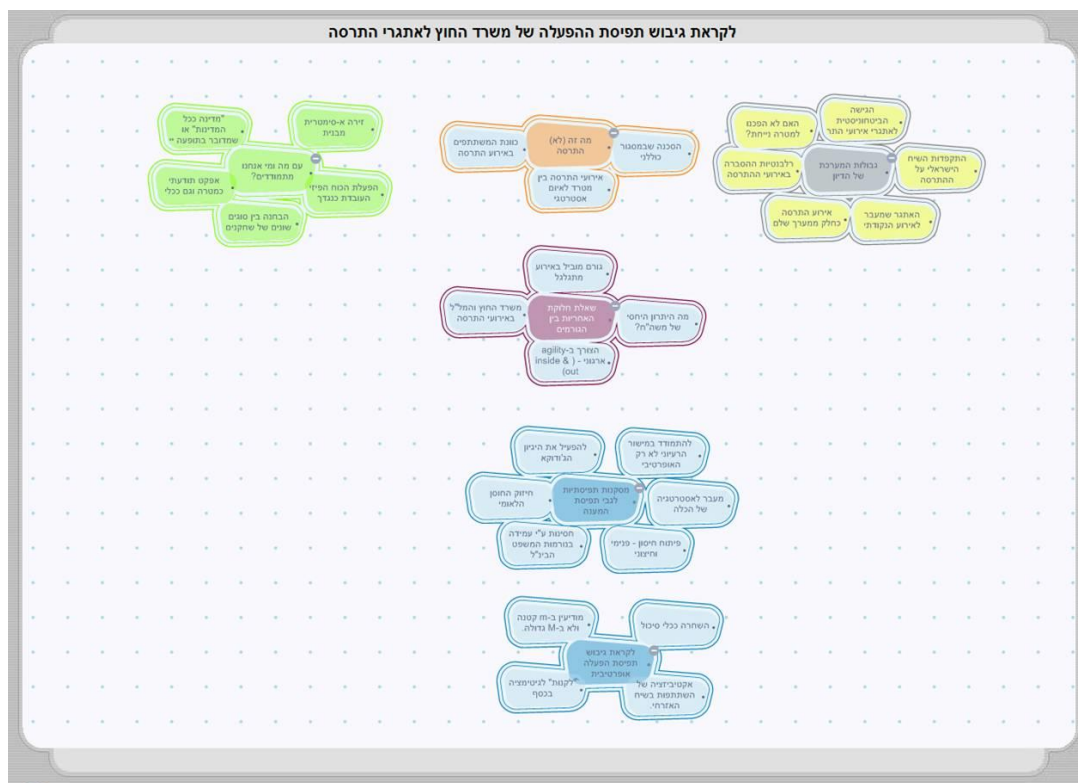 לקראת גיבוש תפיסת ההפעלה של משרד החוץ לאתגרי התרסה
הגישה
הביטחוניסטית
לאתגרי אירועי התר
האם לא הפכנו
למטרה נייחת?
התקפדות השיח
הישראלי על
ההתרסה
גבולות המערכת
של הדיון
רלבנטיות ההסברה
באירועי ההתרסה
האתגר שמעבר
לאירוע הנקודתי
אירוע התרסה
כחלק ממערך שלם
מה זה (לא)
התרסה
הסכנה שבמסגור
כוללני
כוונת המשתתפים
באירוע התרסה
אירועי התרסה בין
מטרד לאיום
אסטרטגי
זירה א-סימטרית
מבנית
"מדינה ככל
המדינות" או
שמדובר בתופעה יי
עם מה ומי אנחנו
מתמודדים?
הפעלת הכוח הפיזי
העובדת כנגדך
אפקט תודעתי
כמטרה וגם ככלי
הבחנה בין סוגים
שונים של שחקנים
גורם מוביל באירוע
מתגלגל
שאלת חלוקת
האחריות בין
הגורמים
מה היתרון היחסי
של משה"ח?
משרד החוץ והמל"ל
באירועי התרסה
הצורך ב-agility
ארגוני - ( inside &
out)
להתמודד במישור
הרעיוני לא רק
האופרטיבי
להפעיל את היגיון
הג'ודוקא
מסקנות תפיסתיות
לגבי תפיסת
המענה
מעבר לאסטרטגיה
של הכלה
חיזוק החוסן
הלאומי
פיתוח חיסון - פנימי
וחיצוני
חסינות ע"י עמידה
בנורמות המשפט
הבינ"ל
השחרה ככלי סיכול
מודיעין ב-m קטנה
ולא ב-M גדולה.
לקראת גיבוש
תפיסת הפעלה
אופרטיבית
אקטיביזציה של
השתתפות בשיח
האזרחי.
"לקנות" לגיטימציה
בכסף